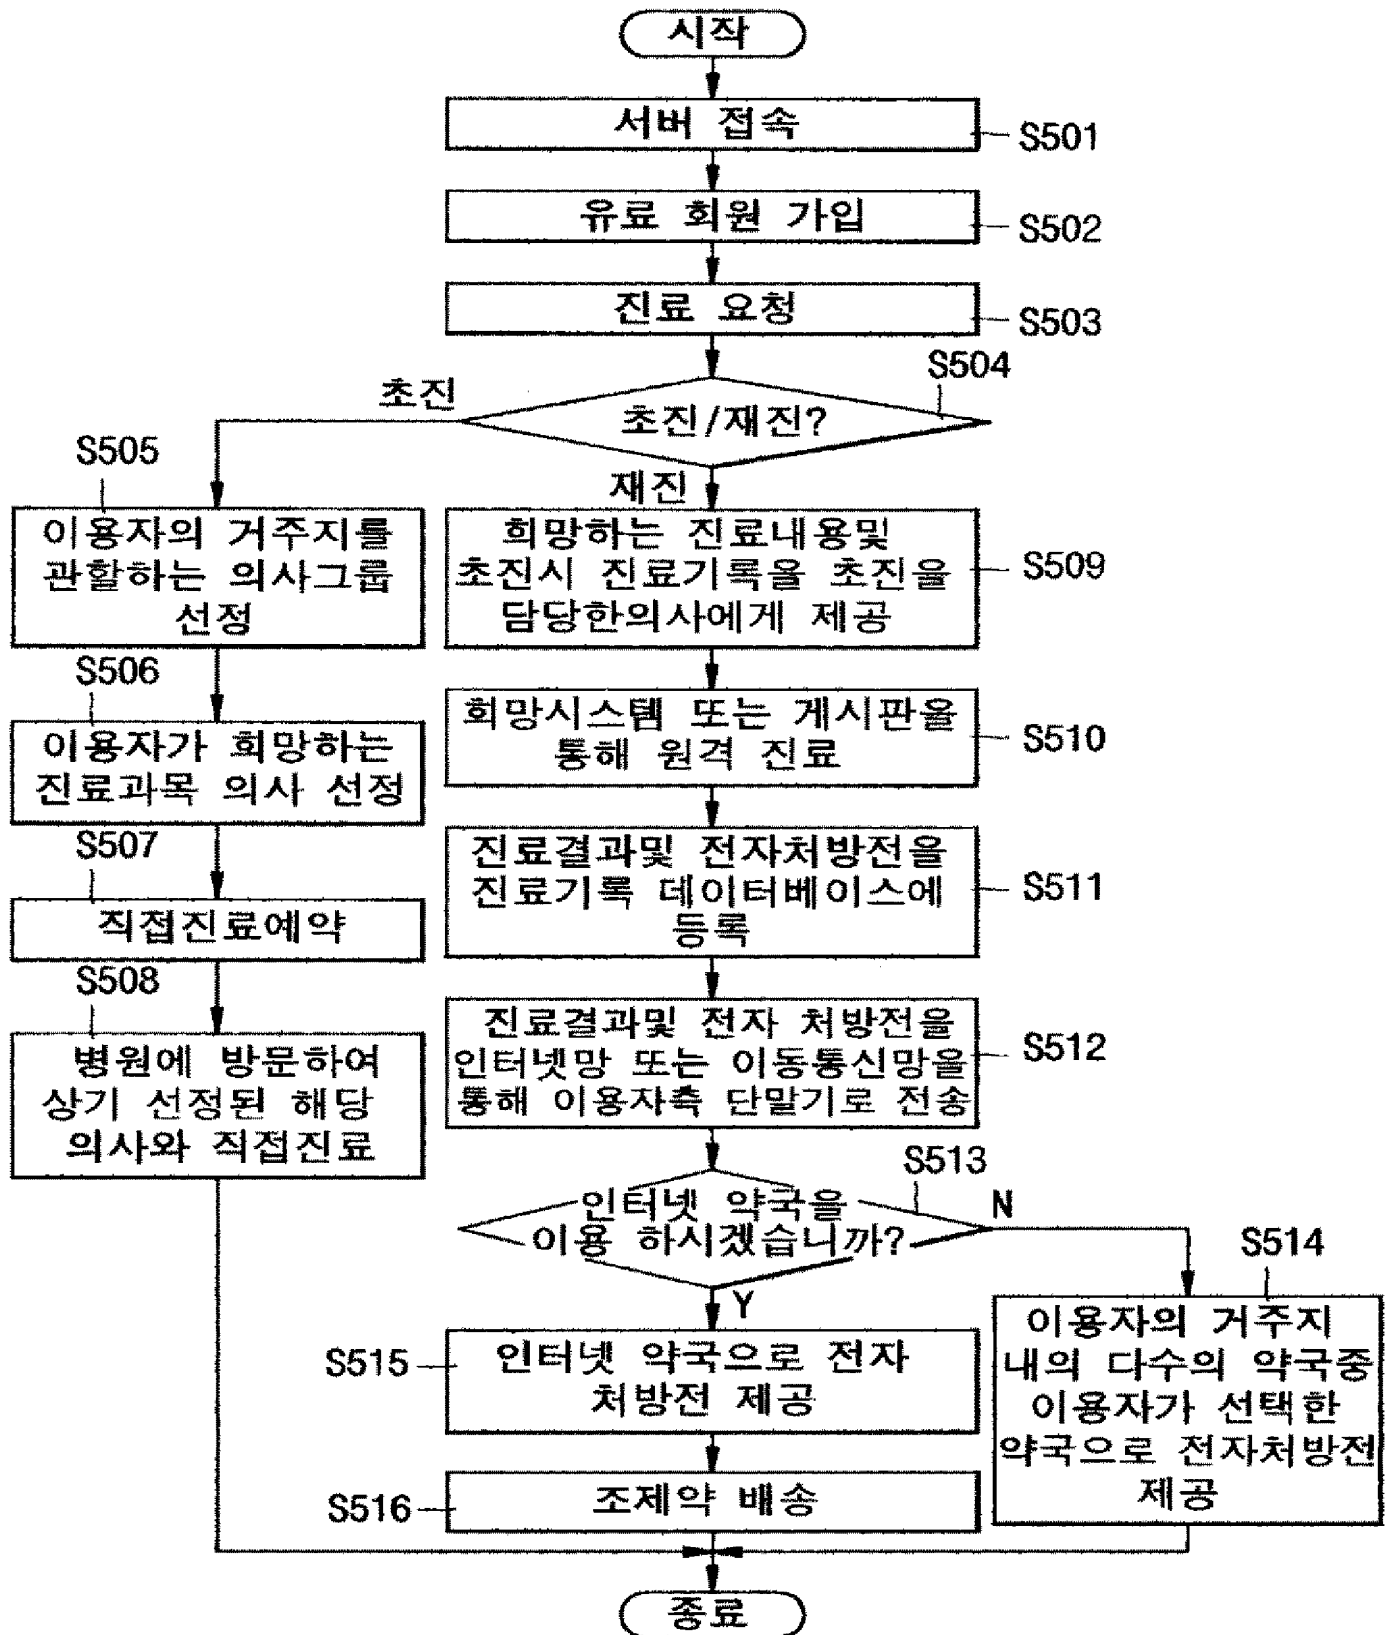 시작
서버 접속
S501
유료 회원 가입
S502
진료 요청
S503
S504
초진/재진?
초진
재진
S505
이용자의 거주지를
관할하는 의사그룹
선정
S506
이용자가 희망하는
진료과목 의사 선정
S507
직접진료예약
S508
병원에 방문하여
상기 선정된 해당
의사와 직접진료
희망하는 진료내용및
초진시 진료기록을 초진을
담당한의사에게 제공
S509
희망시스템 또는 게시판을
통해 원격 진료
S510
진료결과및 전자처방전을
진료기록 데이터베이스에
등록
S511
진료결과및 전자 처방전을
인터넷망 또는 이동통신망을
통해 이용자측 단말기로 전송
S512
S513
인터넷 약국을
이용 하시겠습니까?
N
Y
S514
이용자의 거주지
내의 다수의 약국중
이용자가 선택한
약국으로 전자처방전
제공
S515
인터넷 약국으로 전자
처방전 제공
S516
조제약 배송
종료